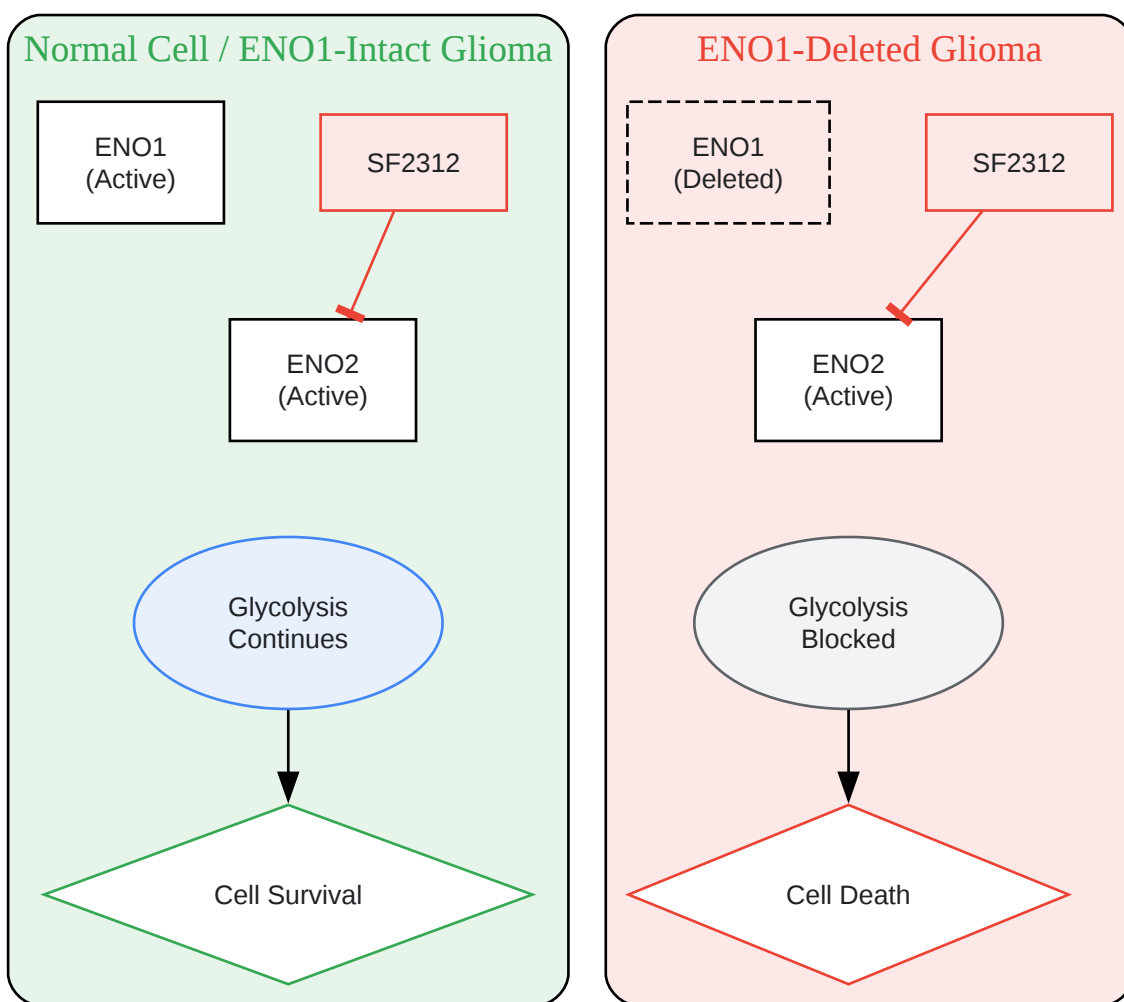 Normal Cell / ENO1-Intact Glioma
ENO1
(Active)
SF2312
ENO2
(Active)
Glycolysis
Continues
Cell Survival
ENO1-Deleted Glioma
ENO1
(Deleted)
SF2312
ENO2
(Active)
Glycolysis
Blocked
Cell Death